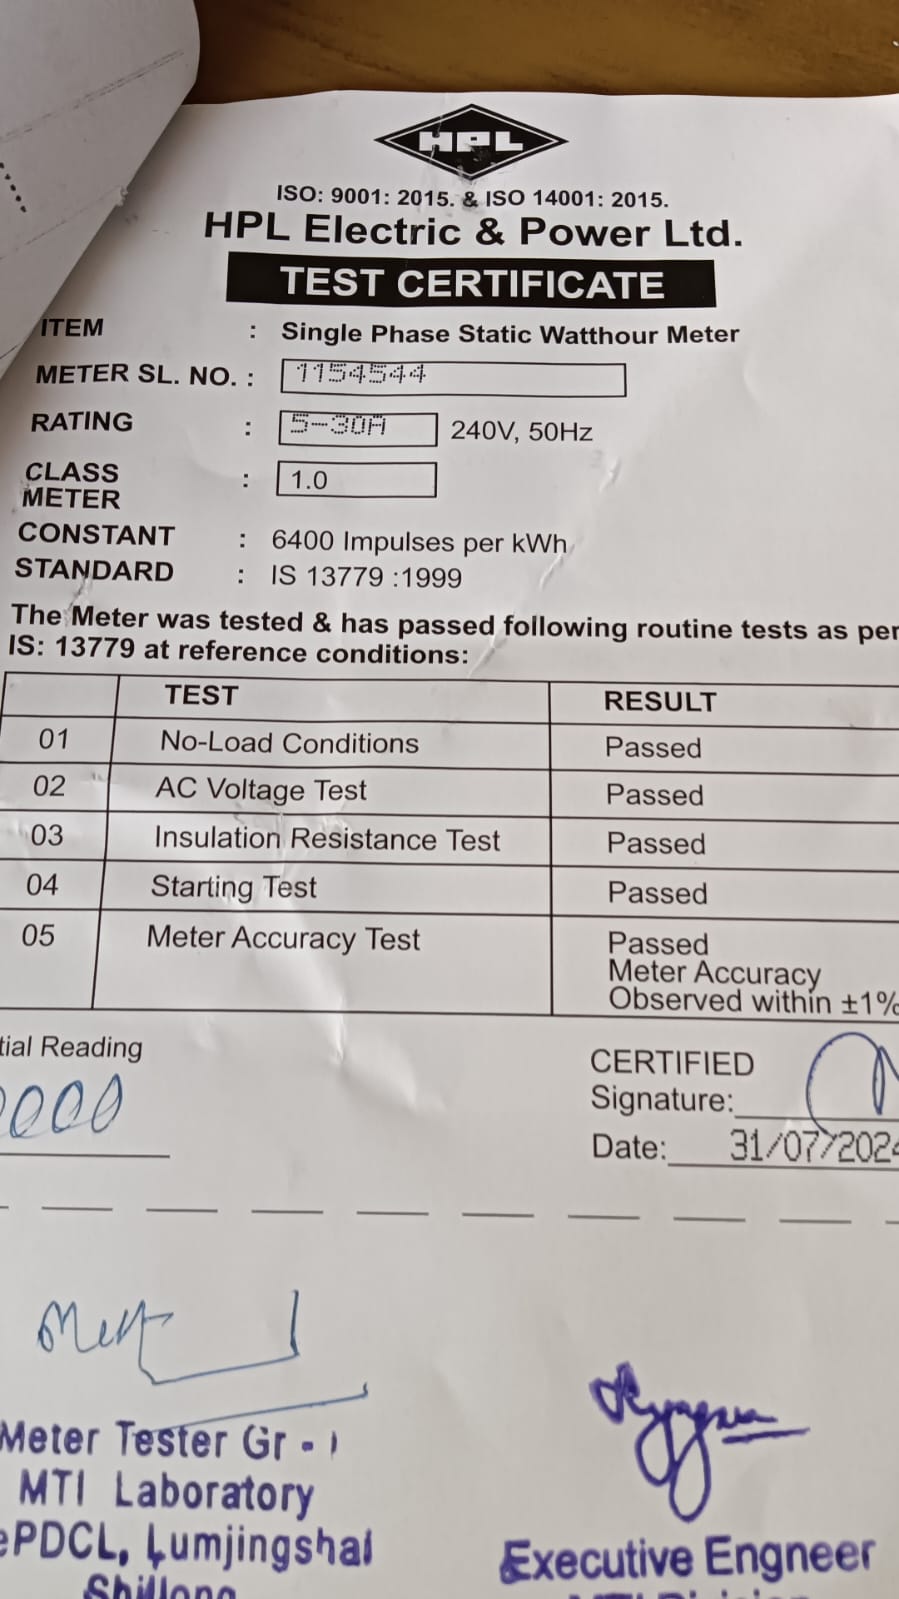 HPL
ISO: 9001: 2015. & ISO 14001: 2015.
HPL Electric & Power Ltd.
TEST CERTIFICATE
ITEM : Single Phase Static Watthour Meter
METER SL. NO. : 1154544
RATING : 5-30A 240V, 50Hz
CLASS : 1.0
METER
CONSTANT : 6400 Impulses per kWh
STANDARD : IS 13779 :1999
The Meter was tested & has passed following routine tests as per
IS: 13779 at reference conditions:
TEST RESULT
01 No-Load Conditions Passed
02 AC Voltage Test Passed
03 Insulation Resistance Test Passed
04 Starting Test Passed
05 Meter Accuracy Test Passed
Meter Accuracy
Observed within ±1%
tial Reading
0000
CERTIFIED
Signature:
Date: 31/07/202
Meter Tester Gr - I
MTI Laboratory
ePDCL, Lumjingshai
Shillong
Executive Engneer
MTI Division